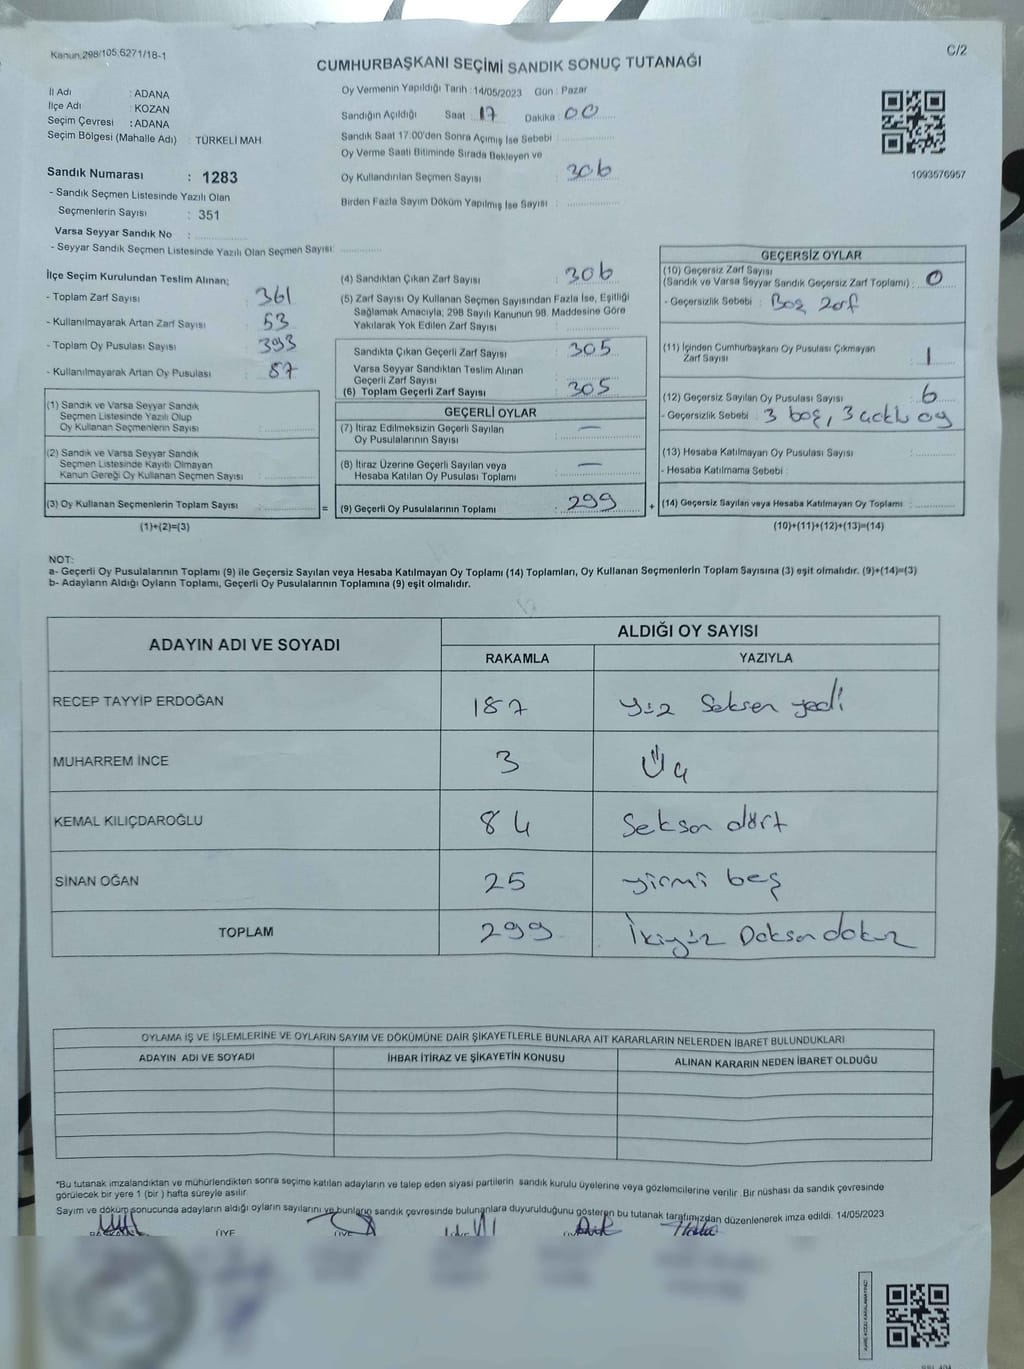 Kanun:298/105,6271/18-1
C/2
CUMHURBAŞKANI SEÇİMİ SANDIK SONUÇ TUTANAĞI
İl Adı : ADANA
İlçe Adı : KOZAN
Seçim Çevresi : ADANA
Seçim Bölgesi (Mahalle Adı) : TÜRKELİ MAH
Oy Vermenin Yapıldığı Tarih : 14/05/2023 Gün : Pazar
Sandığın Açıldığı Saat : 17 Dakika : 00
Sandık Saat 17:00'den Sonra Açımış İse Sebebi :
Oy Verme Saati Bitiminde Sırada Bekleyen ve
Oy Kullandırılan Seçmen Sayısı : 306
Birden Fazla Sayım Döküm Yapılmış İse Sayısı :
1093576957
Sandık Numarası : 1283
- Sandık Seçmen Listesinde Yazılı Olan
Seçmenlerin Sayısı : 351
Varsa Seyyar Sandık No :
- Seyyar Sandık Seçmen Listesinde Yazılı Olan Seçmen Sayısı:
İlçe Seçim Kurulundan Teslim Alınan;
- Toplam Zarf Sayısı : 361
- Kullanılmayarak Artan Zarf Sayısı : 53
- Toplam Oy Pusulası Sayısı : 393
- Kullanılmayarak Artan Oy Pusulası : 87
(1) Sandık ve Varsa Seyyar Sandık
Seçmen Listesinde Yazılı Olup
Oy Kullanan Seçmenlerin Sayısı :
(2) Sandık ve Varsa Seyyar Sandık
Seçmen Listesinde Kayıtlı Olmayan
Kanun Gereği Oy Kullanan Seçmen Sayısı :
(3) Oy Kullanan Seçmenlerin Toplam Sayısı :
(1)+(2)=(3)
(4) Sandıktan Çıkan Zarf Sayısı : 306
(5) Zarf Sayısı Oy Kullanan Seçmen Sayısından Fazla İse, Eşitliği
Sağlamak Amacıyla; 298 Sayılı Kanunun 98. Maddesine Göre
Yakılarak Yok Edilen Zarf Sayısı :
Sandıkta Çıkan Geçerli Zarf Sayısı : 305
Varsa Seyyar Sandıktan Teslim Alınan
Geçerli Zarf Sayısı :
(6) Toplam Geçerli Zarf Sayısı : 305
GEÇERLİ OYLAR
(7) İtiraz Edilmeksizin Geçerli Sayılan
Oy Pusulalarının Sayısı : —
(8) İtiraz Üzerine Geçerli Sayılan veya
Hesaba Katılan Oy Pusulası Toplamı : —
= (9) Geçerli Oy Pusulalarının Toplamı : 299 +
GEÇERSİZ OYLAR
(10) Geçersiz Zarf Sayısı
(Sandık ve Varsa Seyyar Sandık Geçersiz Zarf Toplamı) : 0
- Geçersizlik Sebebi : Boş zarf
(11) İçinden Cumhurbaşkanı Oy Pusulası Çıkmayan
Zarf Sayısı : 1
(12) Geçersiz Sayılan Oy Pusulası Sayısı : 6
- Geçersizlik Sebebi : 3 boş, 3 oy
(13) Hesaba Katılmayan Oy Pusulası Sayısı :
- Hesaba Katılmama Sebebi :
(14) Geçersiz Sayılan veya Hesaba Katılmayan Oy Toplamı :
(10)+(11)+(12)+(13)=(14)
NOT:
a- Geçerli Oy Pusulalarının Toplamı (9) ile Geçersiz Sayılan veya Hesaba Katılmayan Oy Toplamı (14) Toplamları, Oy Kullanan Seçmenlerin Toplam Sayısına (3) eşit olmalıdır. (9)+(14)=(3)
b- Adayların Aldığı Oyların Toplamı, Geçerli Oy Pusulalarının Toplamına (9) eşit olmalıdır.
ADAYIN ADI VE SOYADI
ALDIĞI OY SAYISI
RAKAMLA YAZIYLA
RECEP TAYYİP ERDOĞAN 187 yüz seksen yedi
MUHARREM İNCE 3 Üç
KEMAL KILIÇDAROĞLU 84 Seksen dört
SİNAN OĞAN 25 yirmi beş
TOPLAM 299 İkiyüz Doksan dokuz
OYLAMA İŞ VE İŞLEMLERİNE VE OYLARIN SAYIM VE DÖKÜMÜNE DAİR ŞİKAYETLERLE BUNLARA AİT KARARLARIN NELERDEN İBARET BULUNDUKLARI
ADAYIN ADI VE SOYADI İHBAR İTİRAZ VE ŞİKAYETİN KONUSU ALINAN KARARIN NEDEN İBARET OLDUĞU
*Bu tutanak imzalandıktan ve mühürlendikten sonra seçime katılan adayların ve talep eden siyasi partilerin sandık kurulu üyelerine veya gözlemcilerine verilir. Bir nüshası da sandık çevresinde
görülecek bir yere 1 (bir) hafta süreyle asılır.
Sayım ve döküm sonucunda adayların aldığı oyların sayılarını ve bunların sandık çevresinde bulunanlara duyurulduğunu gösteren bu tutanak tarafımızdan düzenlenerek imza edildi. 14/05/2023
ÜYE